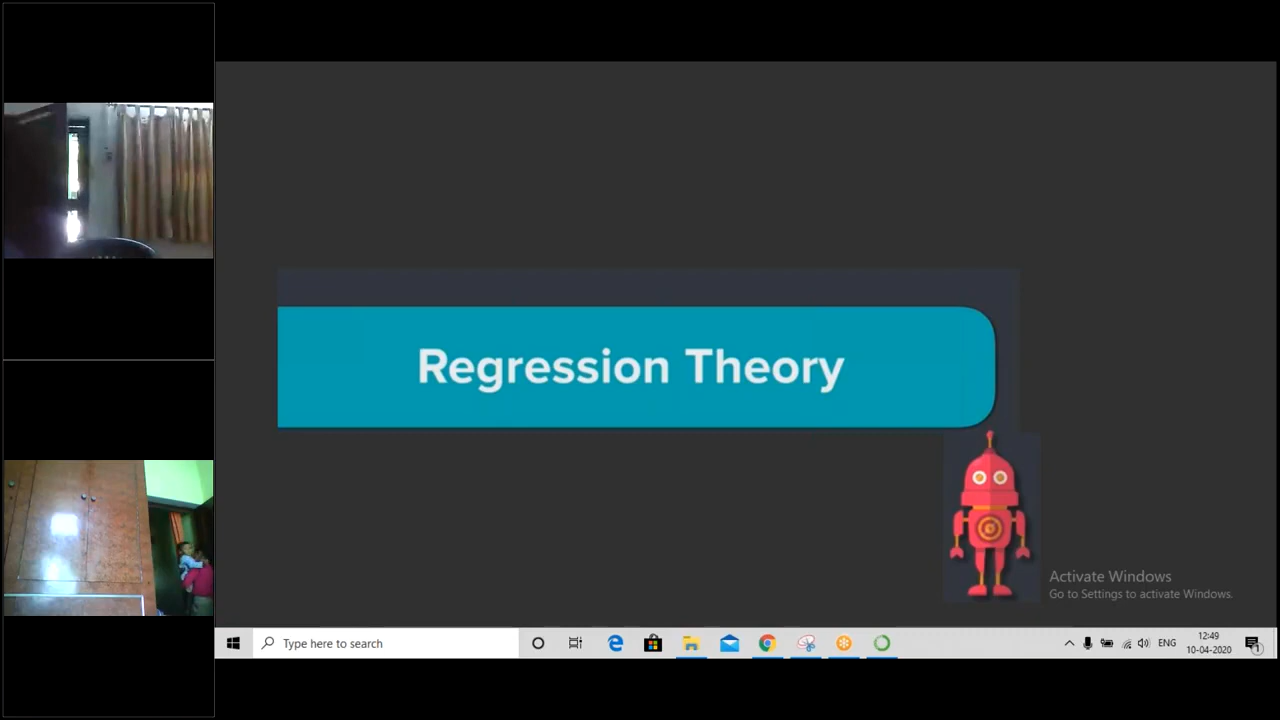 Regression Theory
Activate Windows
Go to Settings to activate Windows.
Type here to search
ENG
12:49
10-04-2020
1